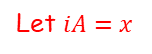 Let iA = x